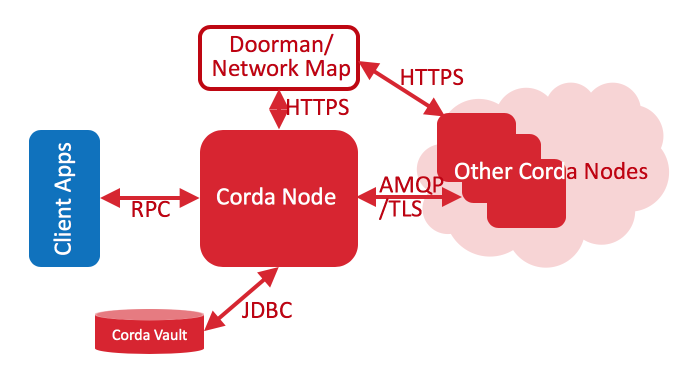 Doorman/
Network Map
HTTPS
HTTPS
Client Apps
RPC
Corda Node
AMQP
/TLS
Other Corda Nodes
JDBC
Corda Vault